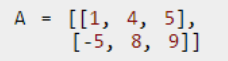 A = [[1, 4, 5],
[-5, 8, 9]]